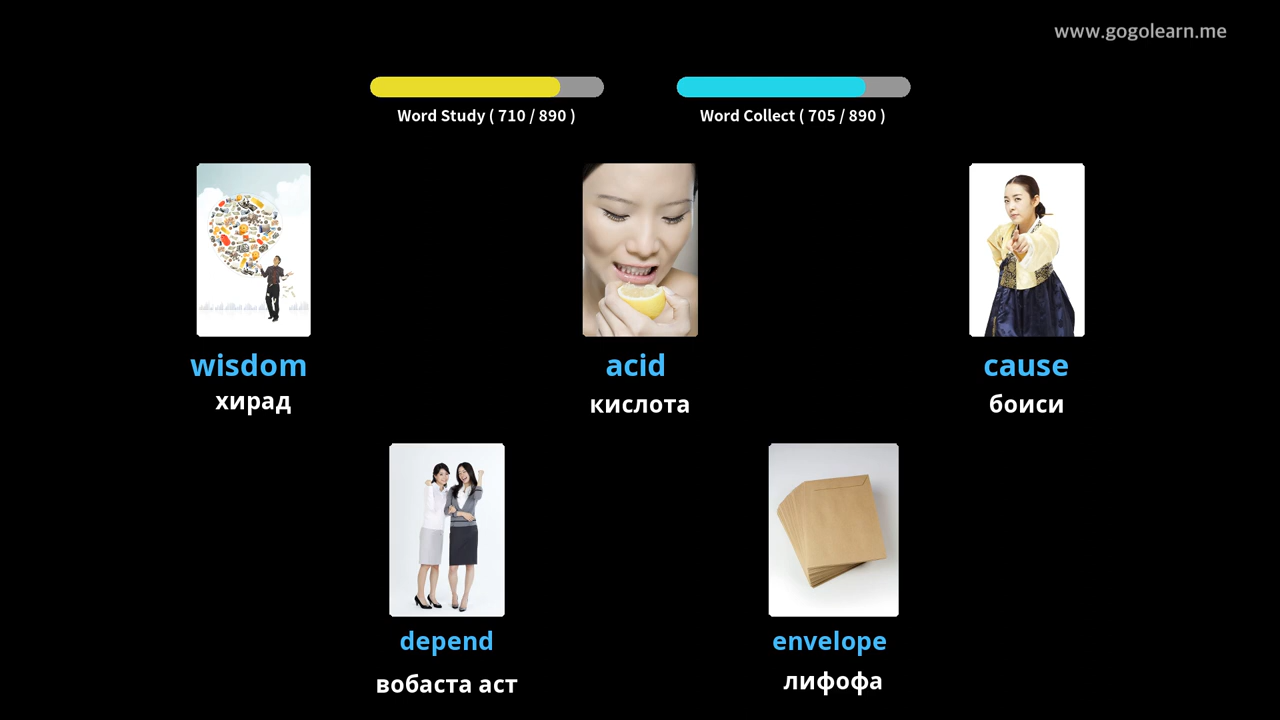 www.gogolearn.me
Word Study ( 710 / 890 )
Word Collect ( 705 / 890 )
wisdom
хирад
acid
кислота
cause
боиси
depend
вобаста аст
envelope
лифофа